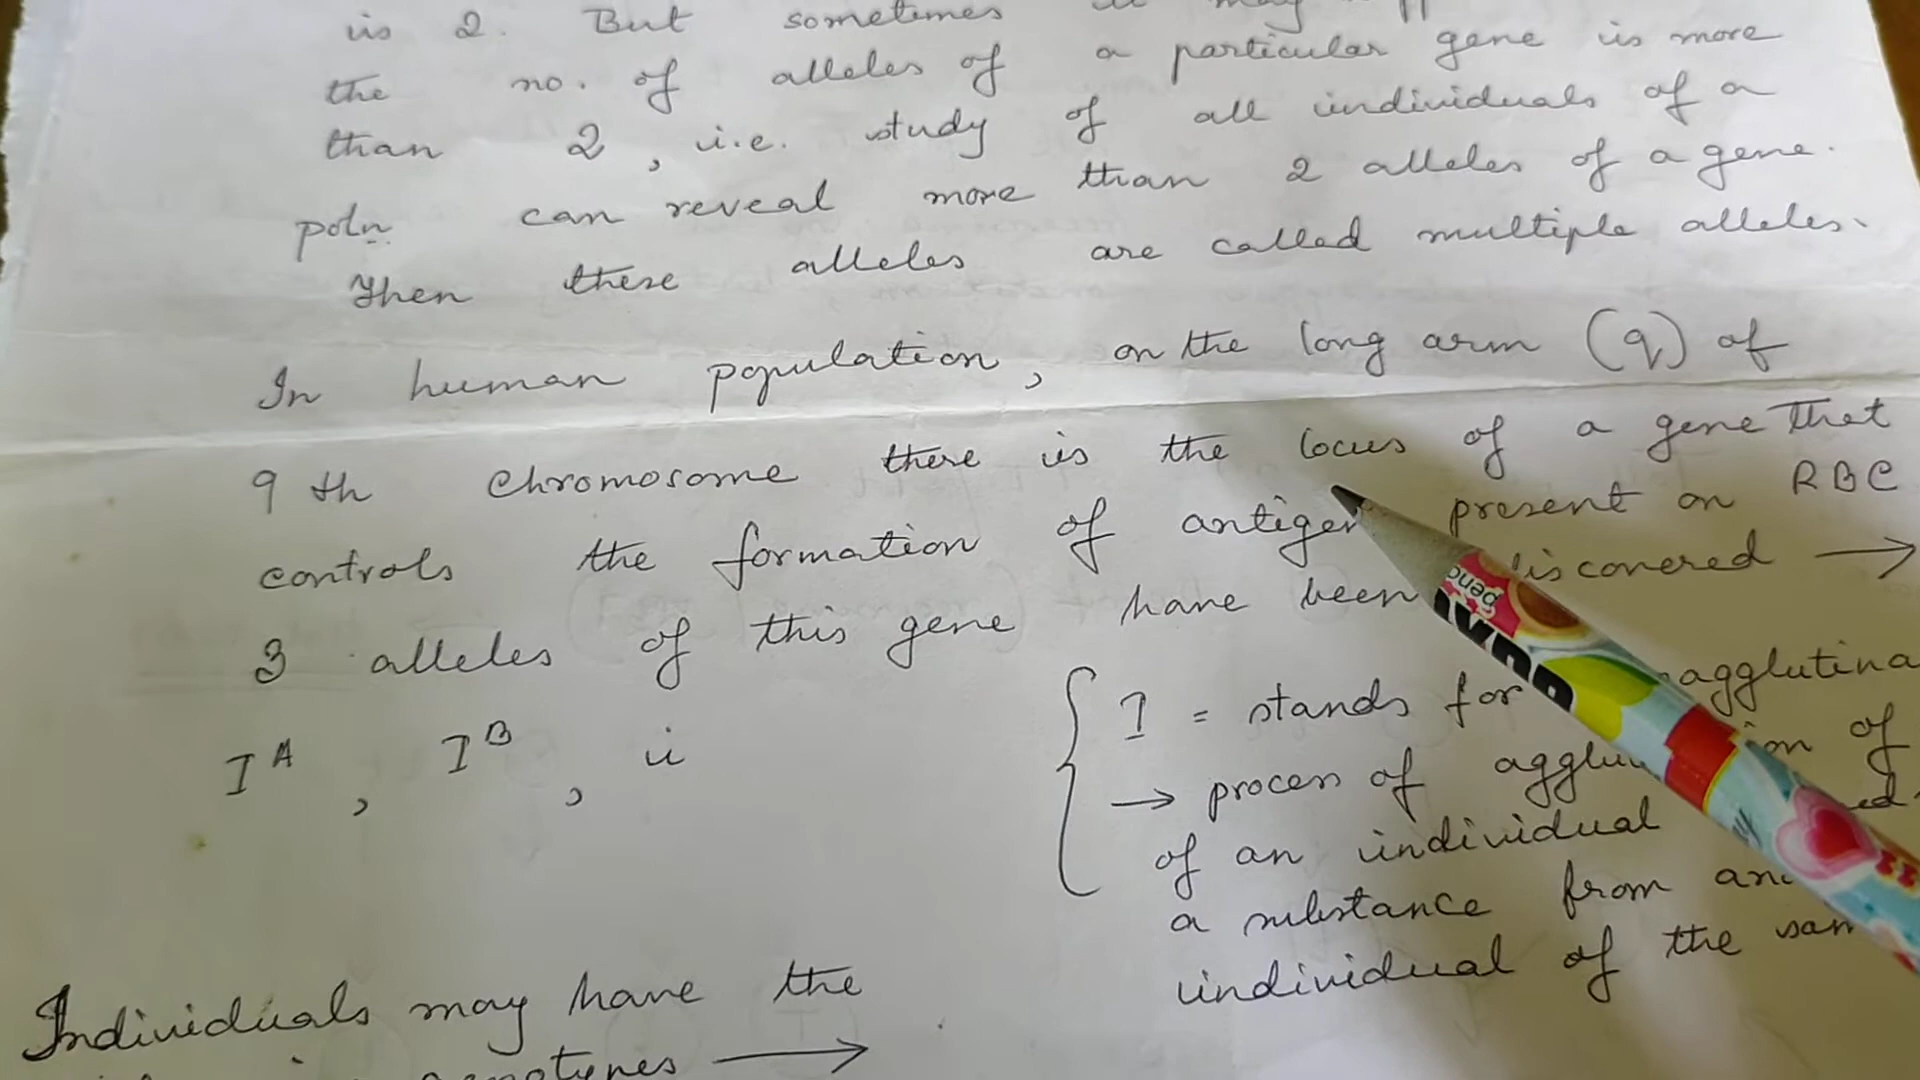 is 2. But sometimes it may
the no. of alleles of a particular gene is more
than 2, i.e. study of all individuals of a
popln can reveal more than 2 alleles of a gene.
Then these alleles are called multiple alleles.
In human population, on the long arm (q) of
9 th chromosome there is the locus of a gene that
controls the formation of antigen present on RBC
3 alleles of this gene have been discovered →
I^A, I^B, i
{ I = stands for agglutina
→ process of of
of an individual
a substance from
individual of the
Individuals may have the
genotypes →